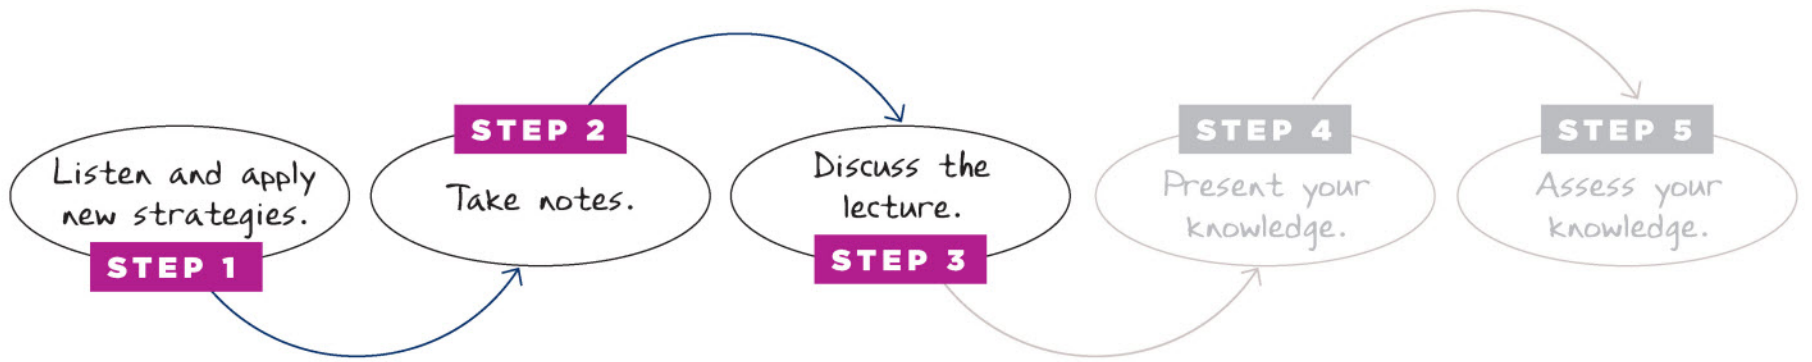 Listen and apply
new strategies.
STEP 1
STEP 2
Take notes.
Discuss the
lecture.
STEP 3
STEP 4
Present your
knowledge.
STEP 5
Assess your
knowledge.